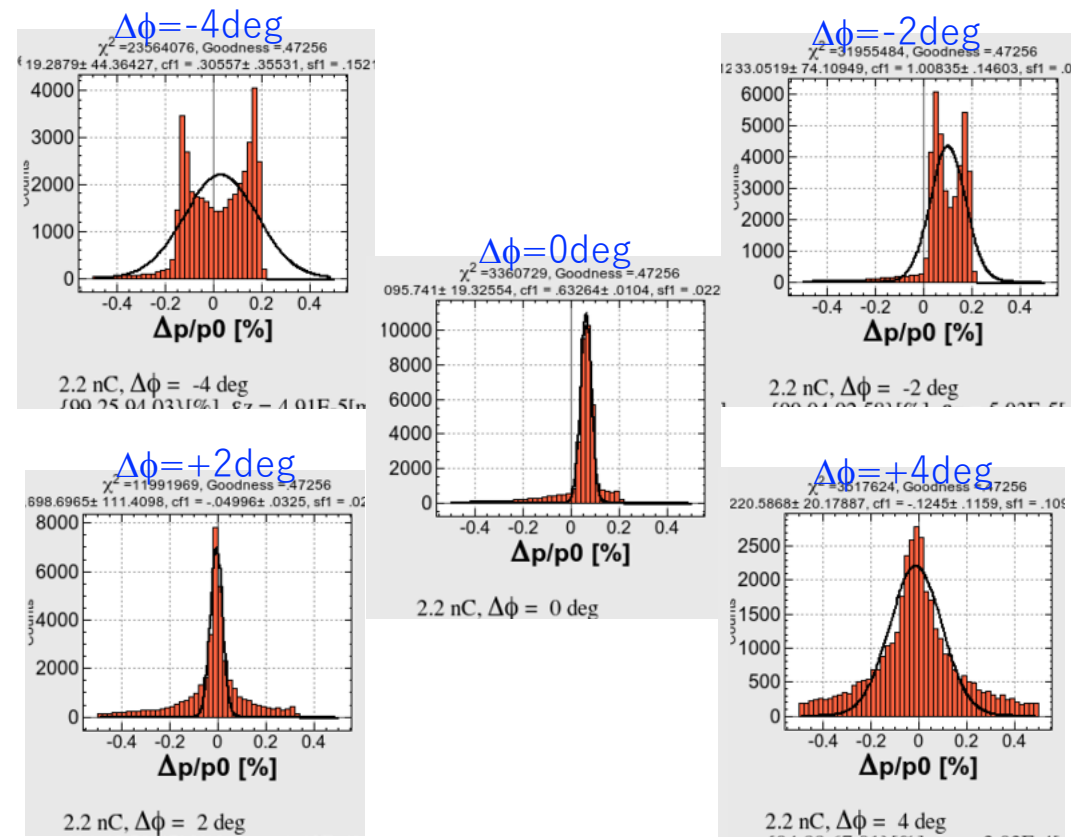 Δϕ=-4deg
χ2 =23564076, Goodness =.47256
19.2879± 44.36427, cf1 = .30557± .35531, sf1 = .1521
4000
3000
2000
1000
0
-0.4 -0.2 0 0.2 0.4
Δp/p0 [%]
2.2 nC, Δϕ = -4 deg
{99.25,94.03}[%], εz = 4.91E-5[m
Δϕ=-2deg
χ2 =31955484, Goodness =.47256
33.0519± 74.10949, cf1 = 1.00835± .14603, sf1 = .0
6000
5000
4000
3000
2000
1000
0
-0.4 -0.2 0 0.2 0.4
Δp/p0 [%]
2.2 nC, Δϕ = -2 deg
Δϕ=0deg
χ2 =3360729, Goodness =.47256
095.741± 19.32554, cf1 = .63264± .0104, sf1 = .022
10000
8000
6000
4000
2000
0
-0.4 -0.2 0 0.2 0.4
Δp/p0 [%]
2.2 nC, Δϕ = 0 deg
Δϕ=+2deg
χ2 =11991969, Goodness =.47256
698.6965± 111.4098, cf1 = -.04996± .0325, sf1 = .02
8000
6000
4000
2000
0
-0.4 -0.2 0 0.2 0.4
Δp/p0 [%]
2.2 nC, Δϕ = 2 deg
Δϕ=+4deg
χ2 =3517624, Goodness =.47256
220.5868± 20.17887, cf1 = -.1245± .1159, sf1 = .109
2500
2000
1500
1000
500
0
-0.4 -0.2 0 0.2 0.4
Δp/p0 [%]
2.2 nC, Δϕ = 4 deg